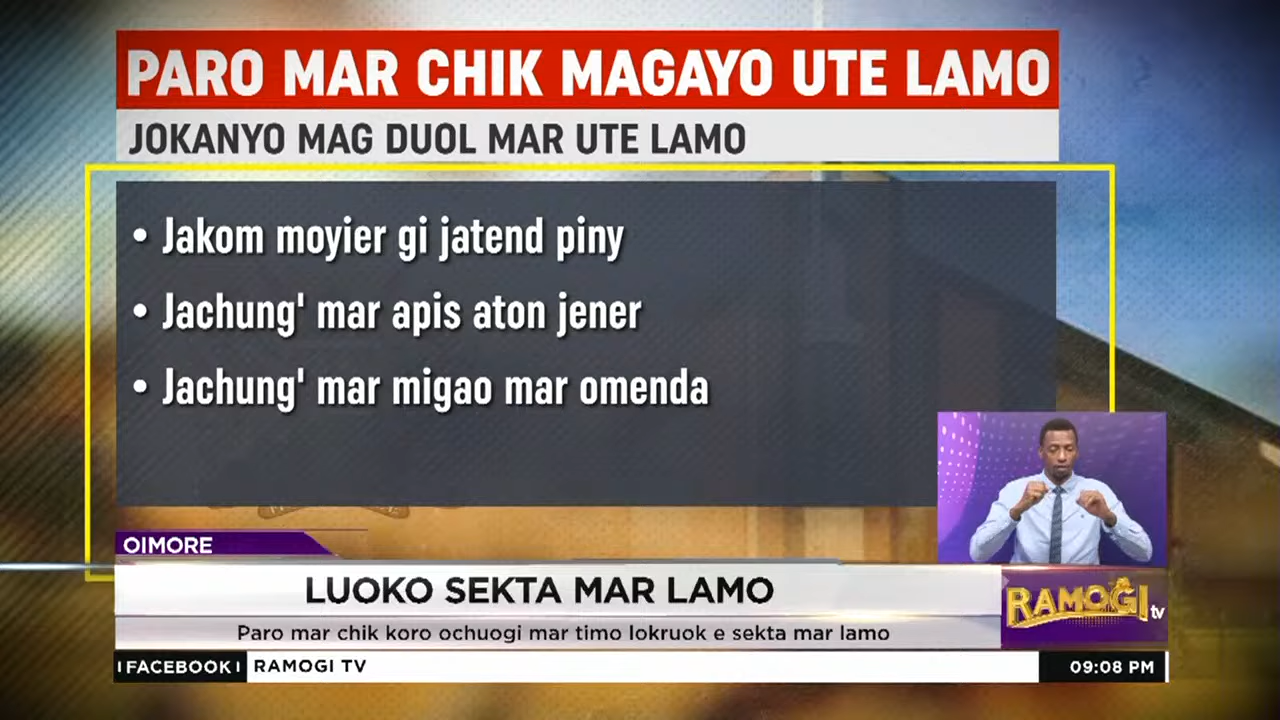 PARO MAR CHIK MAGAYO UTE LAMO
JOKANYO MAG DUOL MAR UTE LAMO
• Jakom moyier gi jatend piny
• Jachung' mar apis aton jener
• Jachung' mar migao mar omenda
OIMORE
LUOKO SEKTA MAR LAMO
RAMOGI tv
Paro mar chik koro ochuogi mar timo lokruok e sekta mar lamo
FACEBOOK RAMOGI TV 09:08 PM